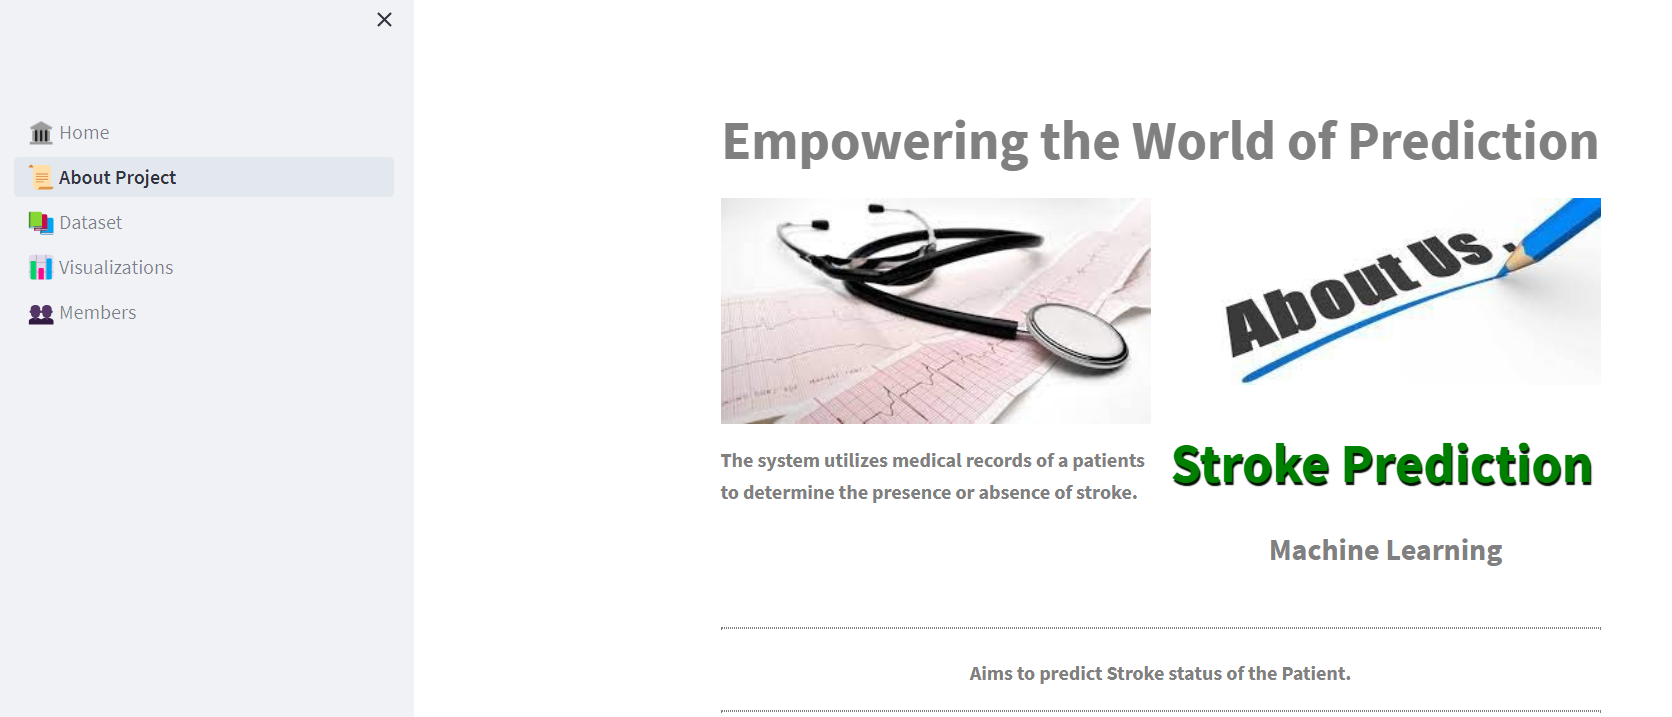 Home
About Project
Dataset
Visualizations
Members
Empowering the World of Prediction
About Us .
The system utilizes medical records of a patients
to determine the presence or absence of stroke.
Stroke Prediction
Machine Learning
Aims to predict Stroke status of the Patient.